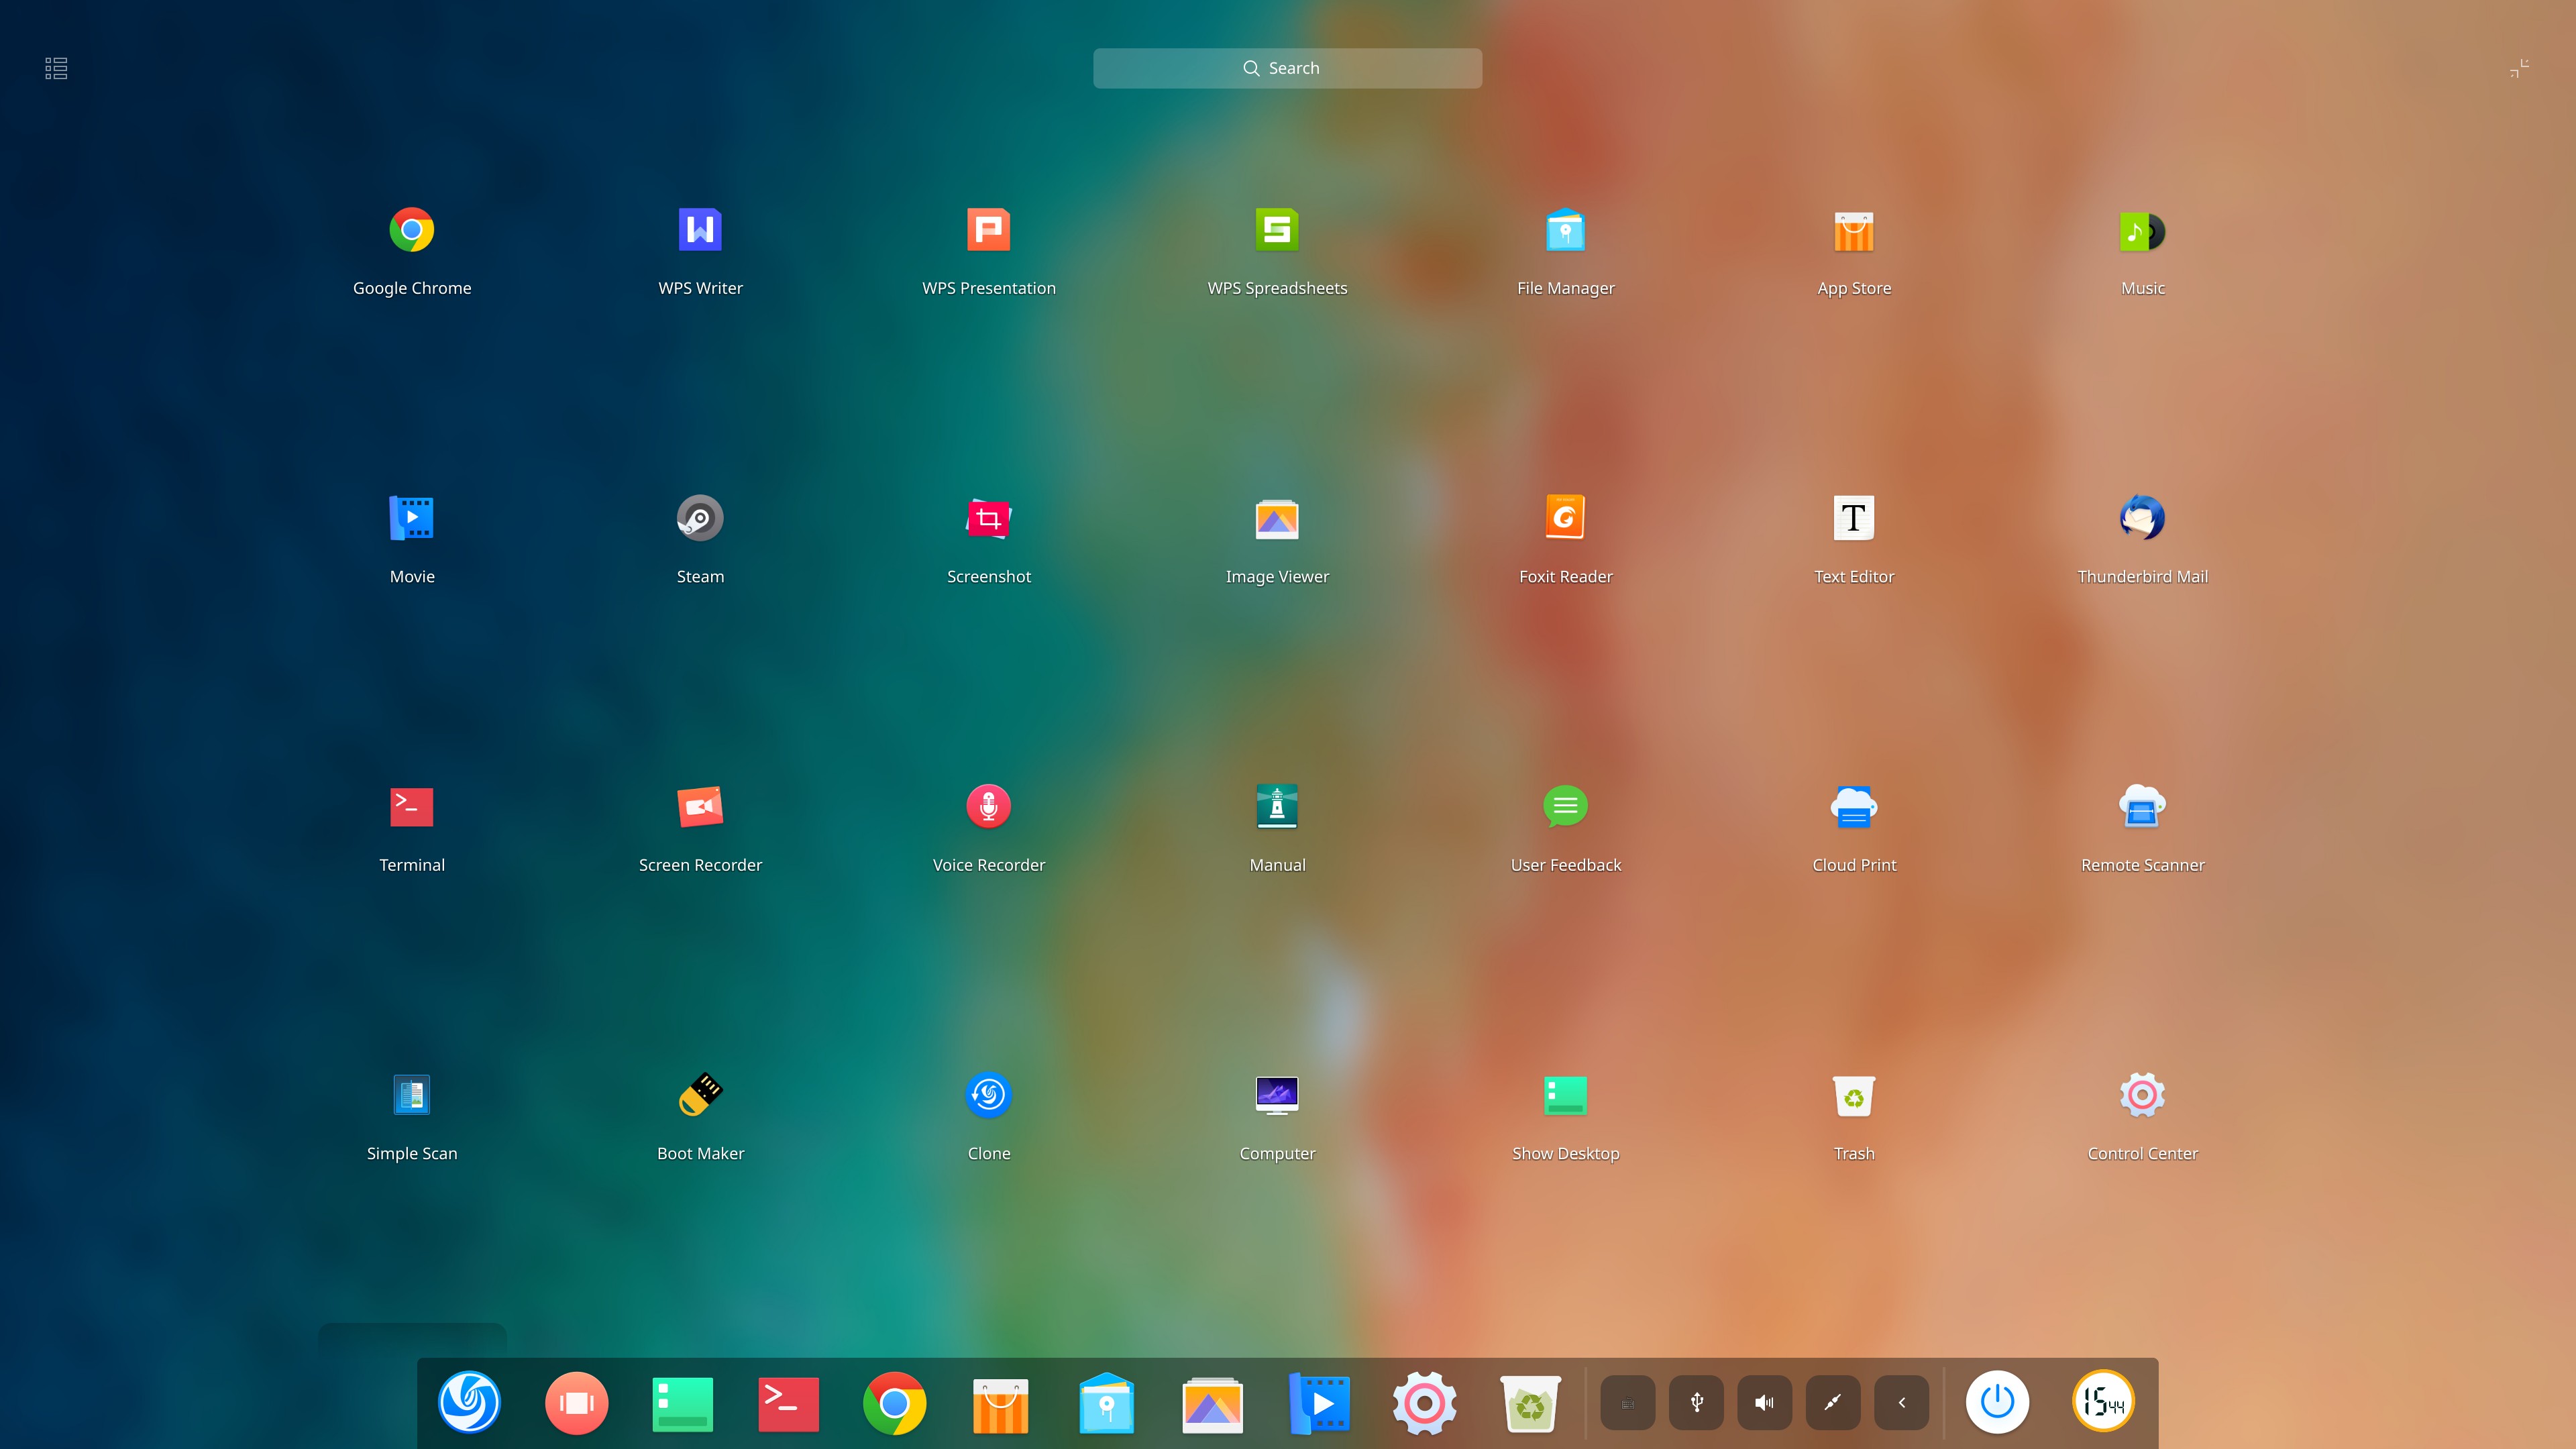 Search
Google Chrome
WPS Writer
WPS Presentation
WPS Spreadsheets
File Manager
App Store
Music
Movie
Steam
Screenshot
Image Viewer
Foxit Reader
Text Editor
Thunderbird Mail
Terminal
Screen Recorder
Voice Recorder
Manual
User Feedback
Cloud Print
Remote Scanner
Simple Scan
Boot Maker
Clone
Computer
Show Desktop
Trash
Control Center
15 44